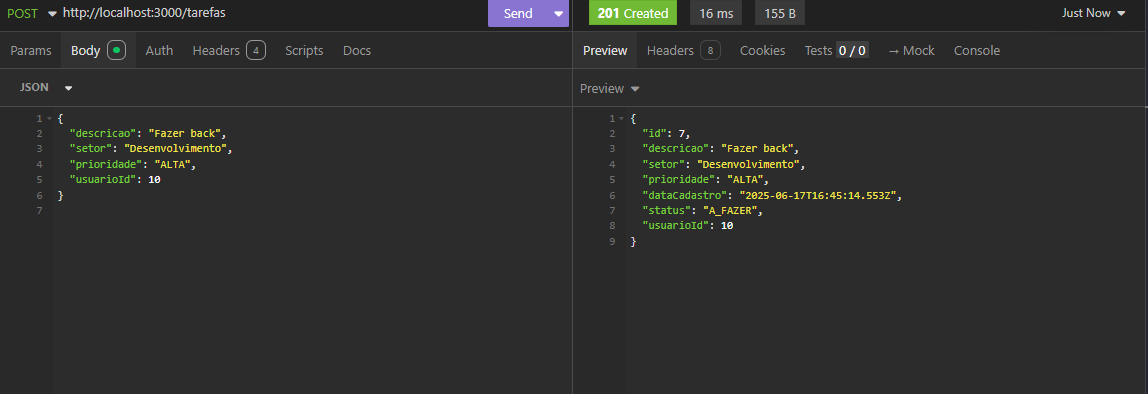 POST http://localhost:3000/tarefas Send
201 Created 16 ms 155 B Just Now
Params Body Auth Headers 4 Scripts Docs
Preview Headers 8 Cookies Tests 0 / 0 → Mock Console
JSON
Preview
1 {
2 "descricao": "Fazer back",
3 "setor": "Desenvolvimento",
4 "prioridade": "ALTA",
5 "usuarioId": 10
6 }
7
1 {
2 "id": 7,
3 "descricao": "Fazer back",
4 "setor": "Desenvolvimento",
5 "prioridade": "ALTA",
6 "dataCadastro": "2025-06-17T16:45:14.553Z",
7 "status": "A_FAZER",
8 "usuarioId": 10
9 }